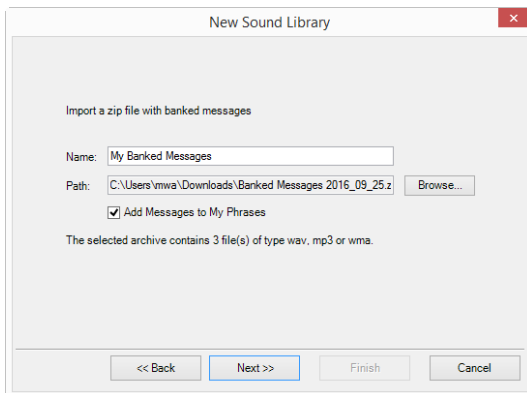 New Sound Library
Import a zip file with banked messages
Name: My Banked Messages
Path: C:\Users\mwa\Downloads\Banked Messages 2016_09_25.z Browse...
Add Messages to My Phrases
The selected archive contains 3 file(s) of type wav, mp3 or wma.
<< Back Next >> Finish Cancel